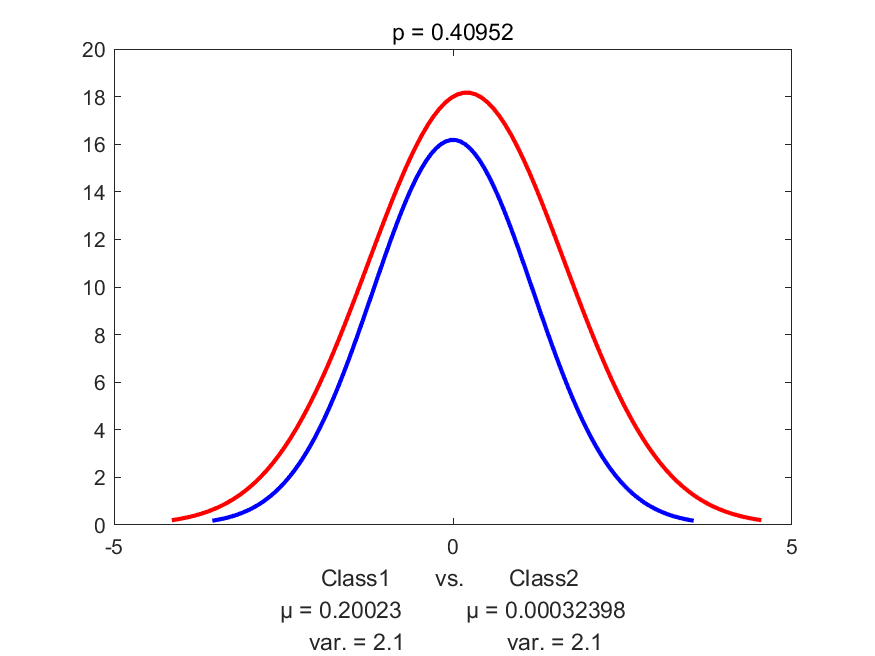 p = 0.40952
20
18
16
14
12
10
8
6
4
2
0
-5 0 5
Class1 vs. Class2
μ = 0.20023 μ = 0.00032398
var. = 2.1 var. = 2.1